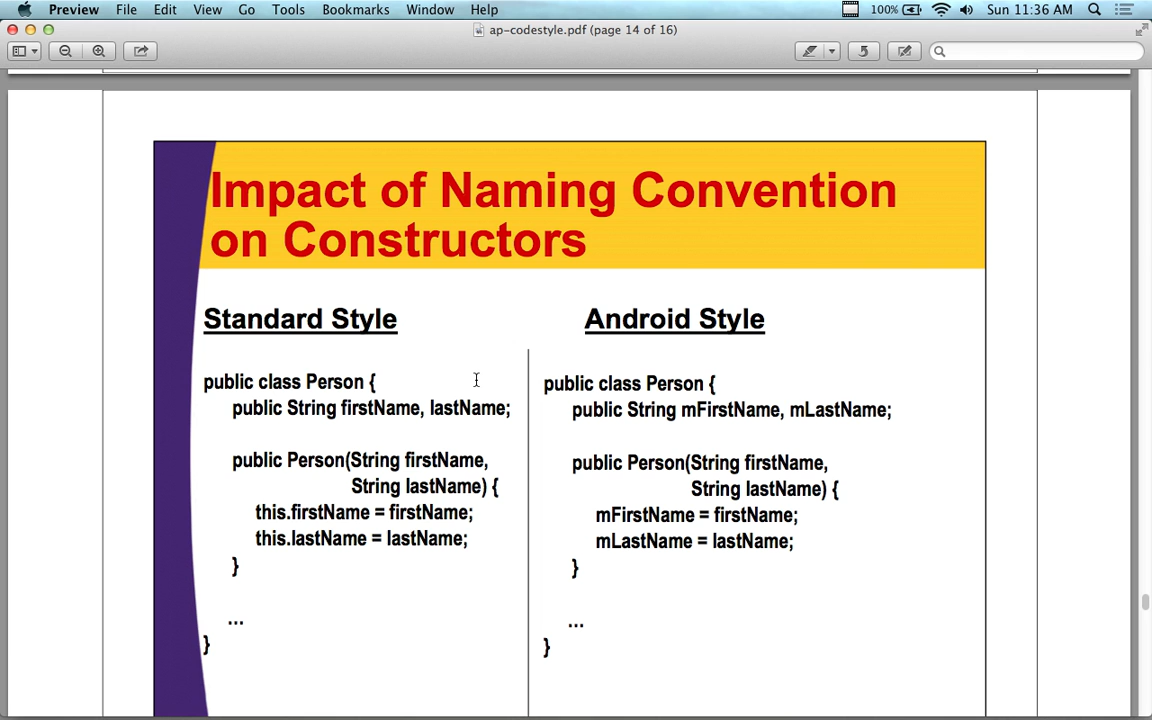 Preview File Edit View Go Tools Bookmarks Window Help 100% Sun 11:36 AM
ap-codestyle.pdf (page 14 of 16)
Impact of Naming Convention
on Constructors
Standard Style
public class Person {
public String firstName, lastName;
public Person(String firstName,
String lastName) {
this.firstName = firstName;
this.lastName = lastName;
}
...
}
Android Style
public class Person {
public String mFirstName, mLastName;
public Person(String firstName,
String lastName) {
mFirstName = firstName;
mLastName = lastName;
}
...
}